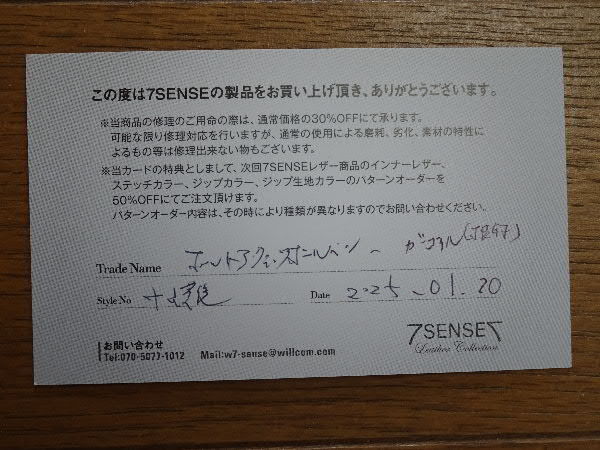 この度は7SENSEの製品をお買い上げ頂き、ありがとうございます。
※当商品の修理のご用命の際は、通常価格の30%OFFにて承ります。
可能な限り修理対応を行いますが、通常の使用による磨耗、劣化、素材の特性に
よるもの等は修理出来ない物もございます。
※当カードの特典としまして、次回7SENSEレザー商品のインナーレザー、
ステッチカラー、ジップカラー、ジップ生地カラーのパターンオーダーを
50%OFFにてご注文頂けます。
パターンオーダー内容は、その時により種類が異なりますのでお問い合わせください。
Trade Name
Style No Date 2025.01.20
お問い合わせ
Tel:070-5077-1012 Mail:w7-sense@willcom.com
7SENSE7
Leather Collection